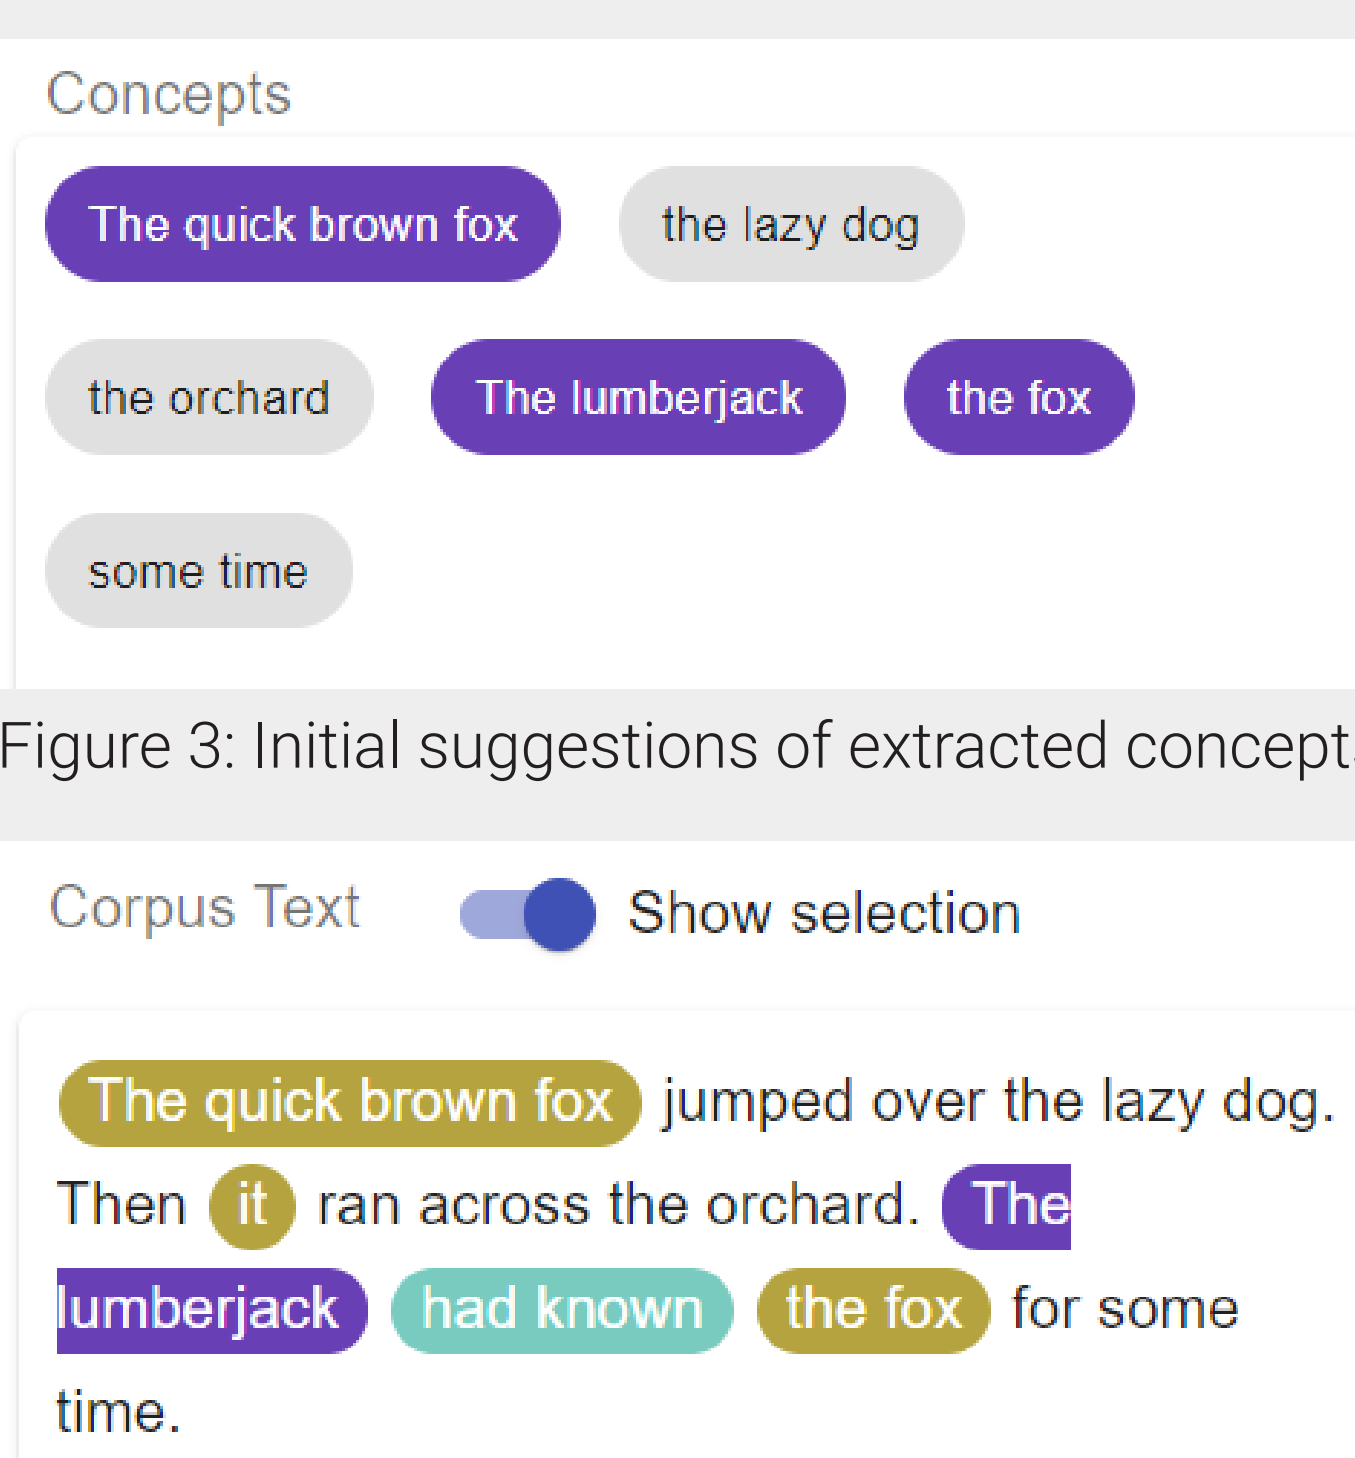 Concepts
The quick brown fox the lazy dog
the orchard The lumberjack the fox
some time
Figure 3: Initial suggestions of extracted concepts
Corpus Text Show selection
The quick brown fox jumped over the lazy dog.
Then it ran across the orchard. The
lumberjack had known the fox for some
time.